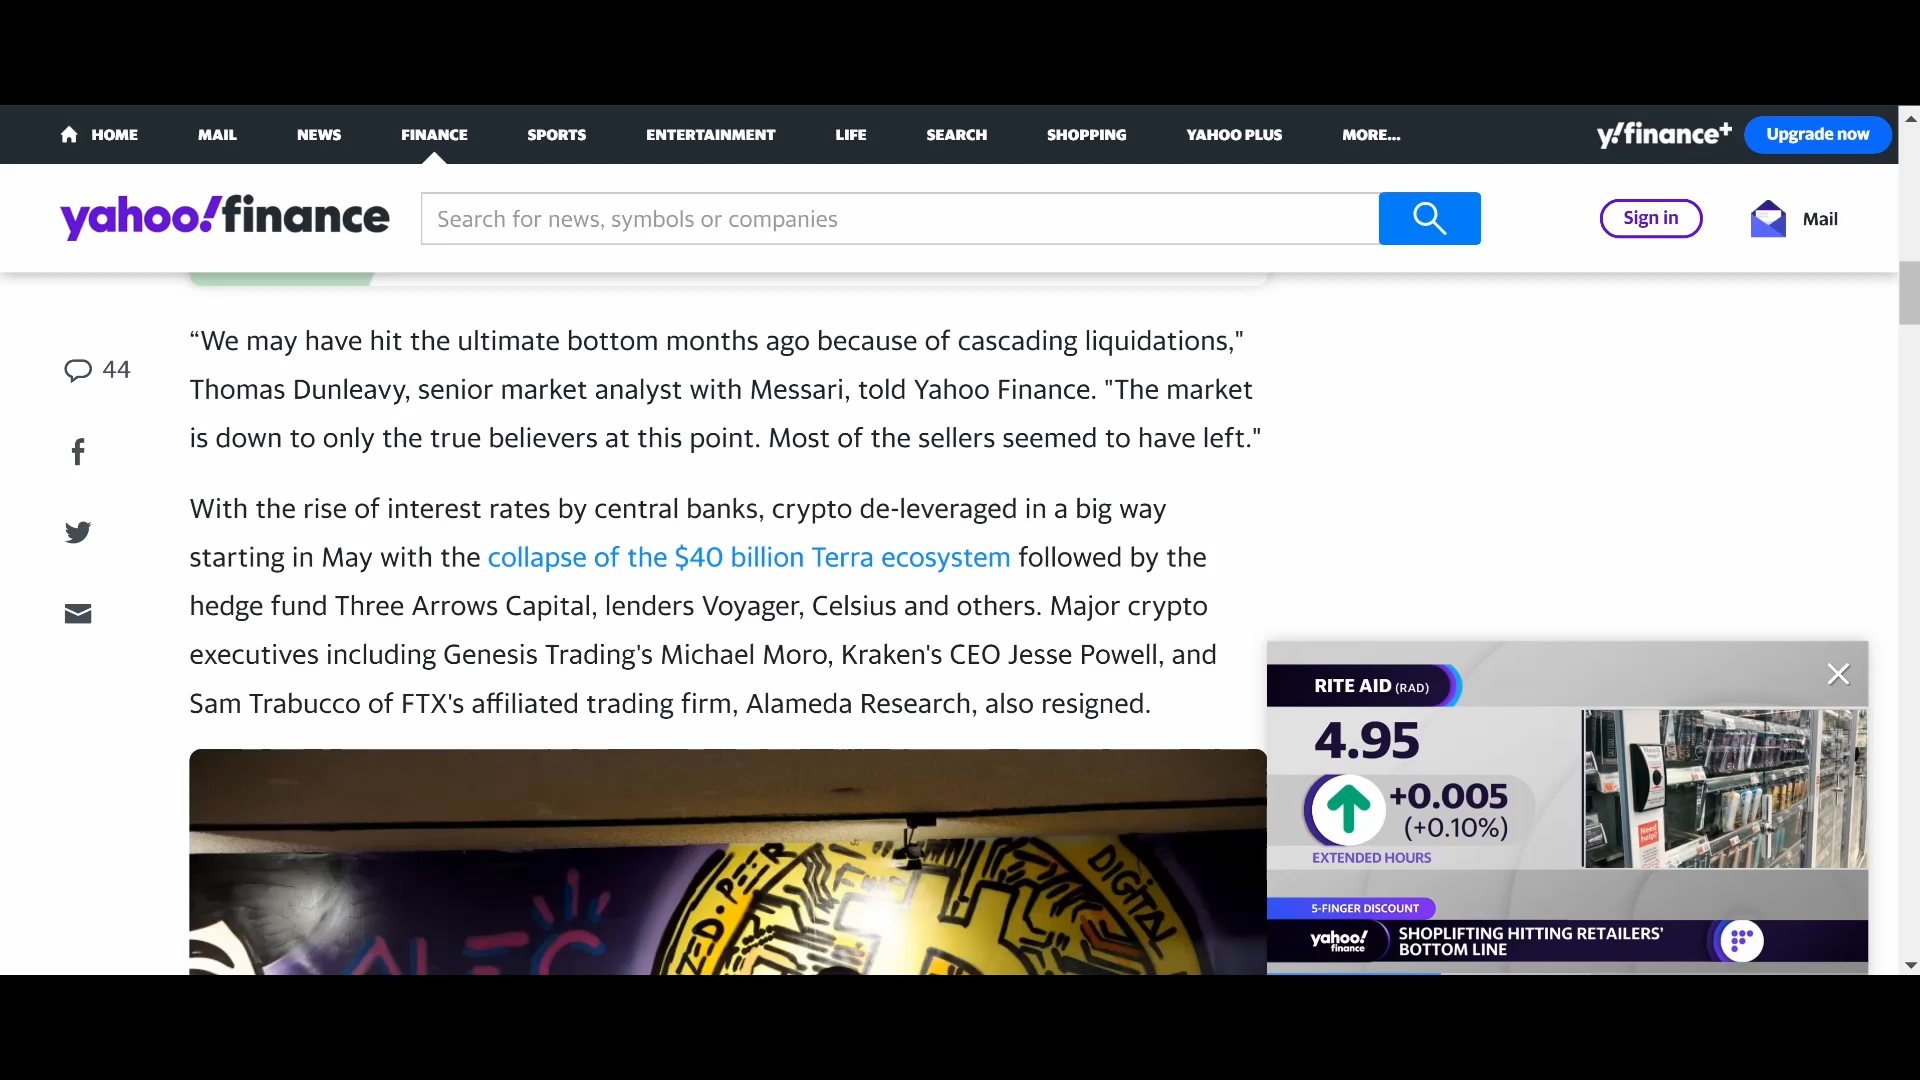 HOME MAIL NEWS FINANCE SPORTS ENTERTAINMENT LIFE SEARCH SHOPPING YAHOO PLUS MORE...
y!finance+ Upgrade now
yahoo!finance
Search for news, symbols or companies
Sign in
Mail
44
“We may have hit the ultimate bottom months ago because of cascading liquidations,"
Thomas Dunleavy, senior market analyst with Messari, told Yahoo Finance. "The market
is down to only the true believers at this point. Most of the sellers seemed to have left."
With the rise of interest rates by central banks, crypto de-leveraged in a big way
starting in May with the collapse of the $40 billion Terra ecosystem followed by the
hedge fund Three Arrows Capital, lenders Voyager, Celsius and others. Major crypto
executives including Genesis Trading's Michael Moro, Kraken's CEO Jesse Powell, and
Sam Trabucco of FTX's affiliated trading firm, Alameda Research, also resigned.
DIGITAL
RITE AID (RAD)
4.95
+0.005
(+0.10%)
EXTENDED HOURS
Need
help?
5-FINGER DISCOUNT
yahoo!
finance
SHOPLIFTING HITTING RETAILERS’
BOTTOM LINE